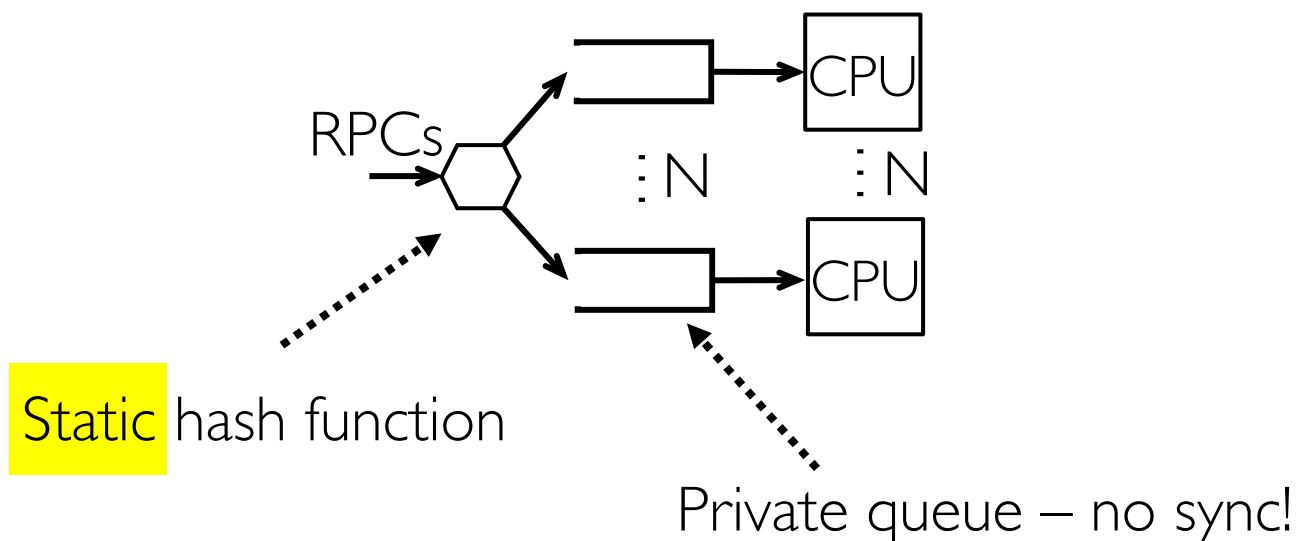 CPU
RPCs
⋮ N
⋮ N
CPU
Static hash function
Private queue – no sync!